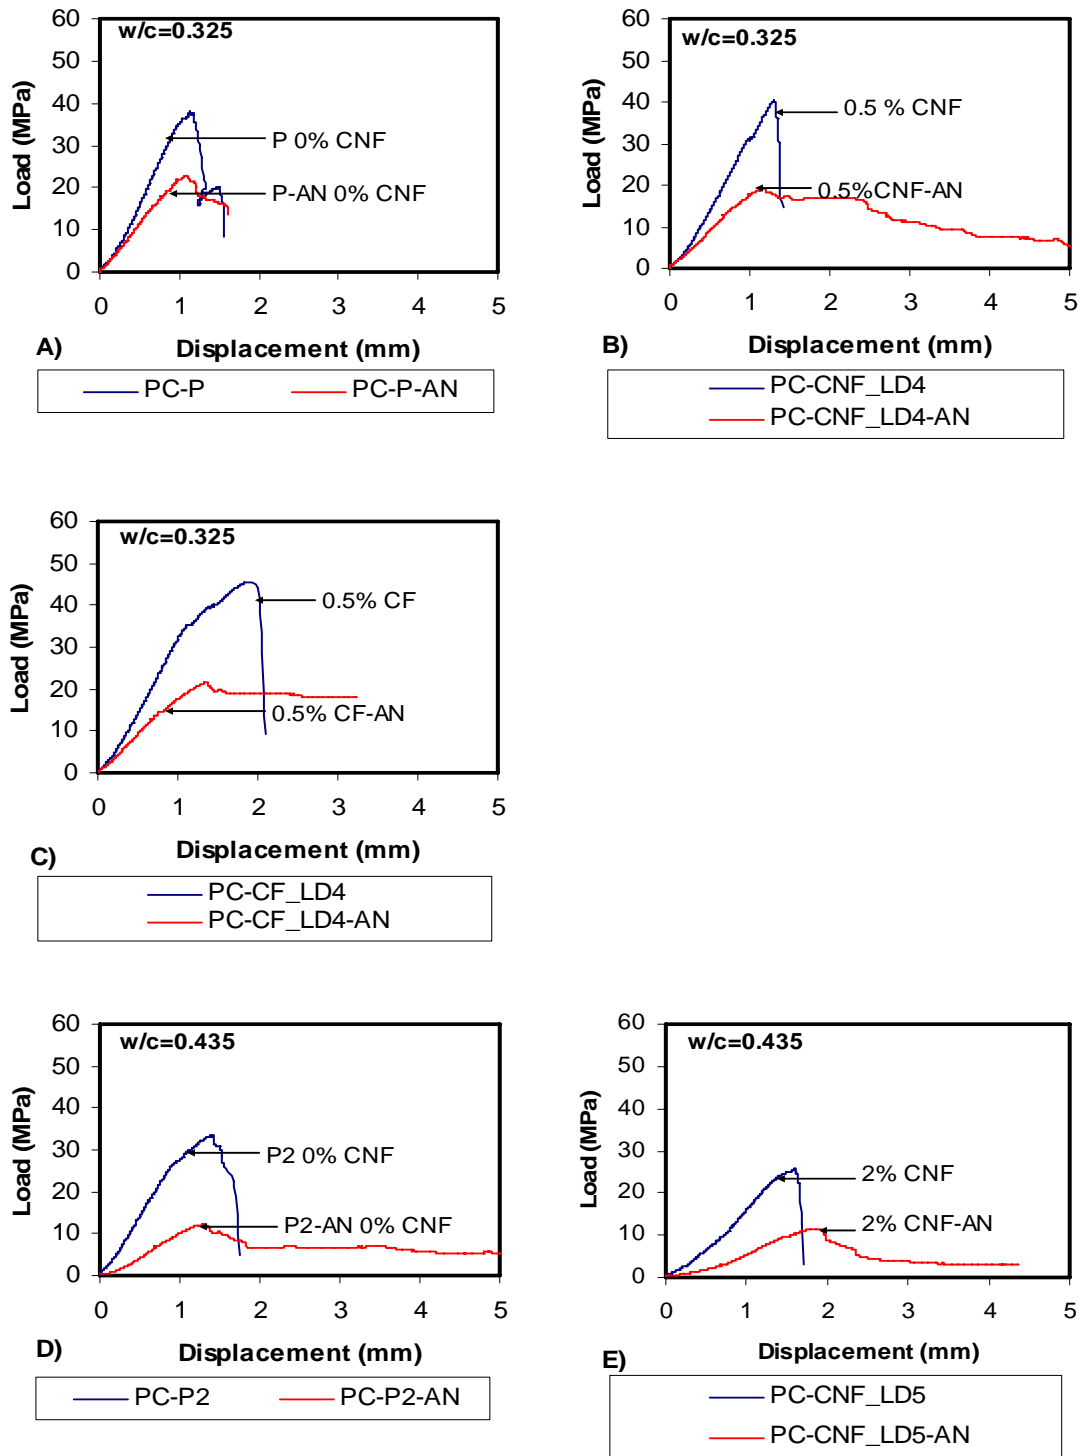 w/c=0.325
60
50
40
30
20
10
0
Load (MPa)
P 0% CNF
P-AN 0% CNF
0 1 2 3 4 5
A)
Displacement (mm)
PC-P PC-P-AN
w/c=0.325
60
50
40
30
20
10
0
Load (MPa)
0.5 % CNF
0.5%CNF-AN
0 1 2 3 4 5
B)
Displacement (mm)
PC-CNF_LD4
PC-CNF_LD4-AN
w/c=0.325
60
50
40
30
20
10
0
Load (MPa)
0.5% CF
0.5% CF-AN
0 1 2 3 4 5
C)
Displacement (mm)
PC-CF_LD4
PC-CF_LD4-AN
w/c=0.435
60
50
40
30
20
10
0
Load (MPa)
P2 0% CNF
P2-AN 0% CNF
0 1 2 3 4 5
D)
Displacement (mm)
PC-P2 PC-P2-AN
w/c=0.435
60
50
40
30
20
10
0
Load (MPa)
2% CNF
2% CNF-AN
0 1 2 3 4 5
E)
Displacement (mm)
PC-CNF_LD5
PC-CNF_LD5-AN